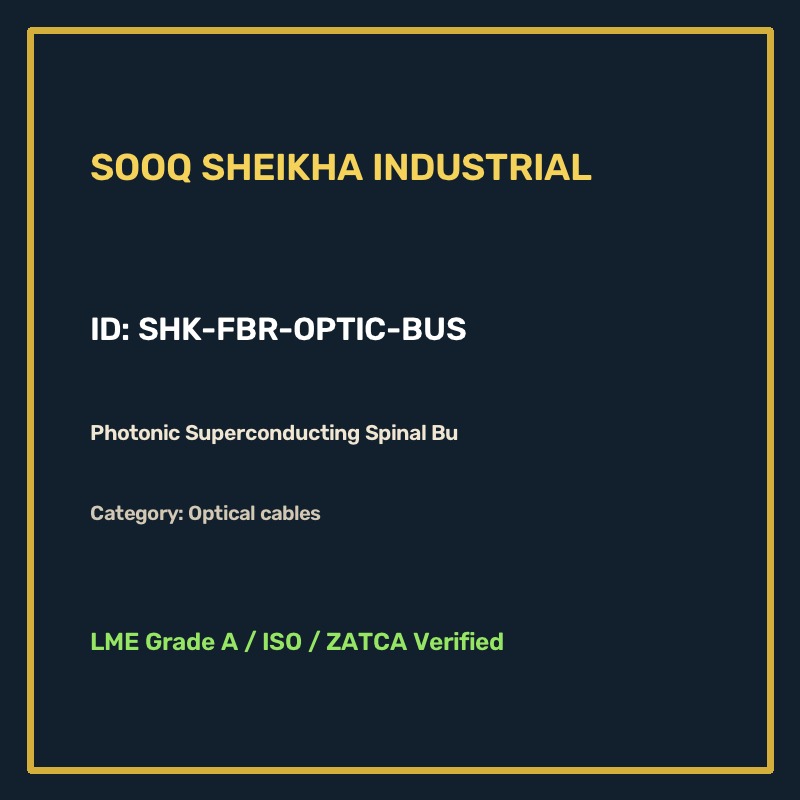 SOOQ SHEIKHA INDUSTRIAL
ID: SHK-FBR-OPTIC-BUS
Photonic Superconducting Spinal Bu
Category: Optical cables
LME Grade A / ISO / ZATCA Verified